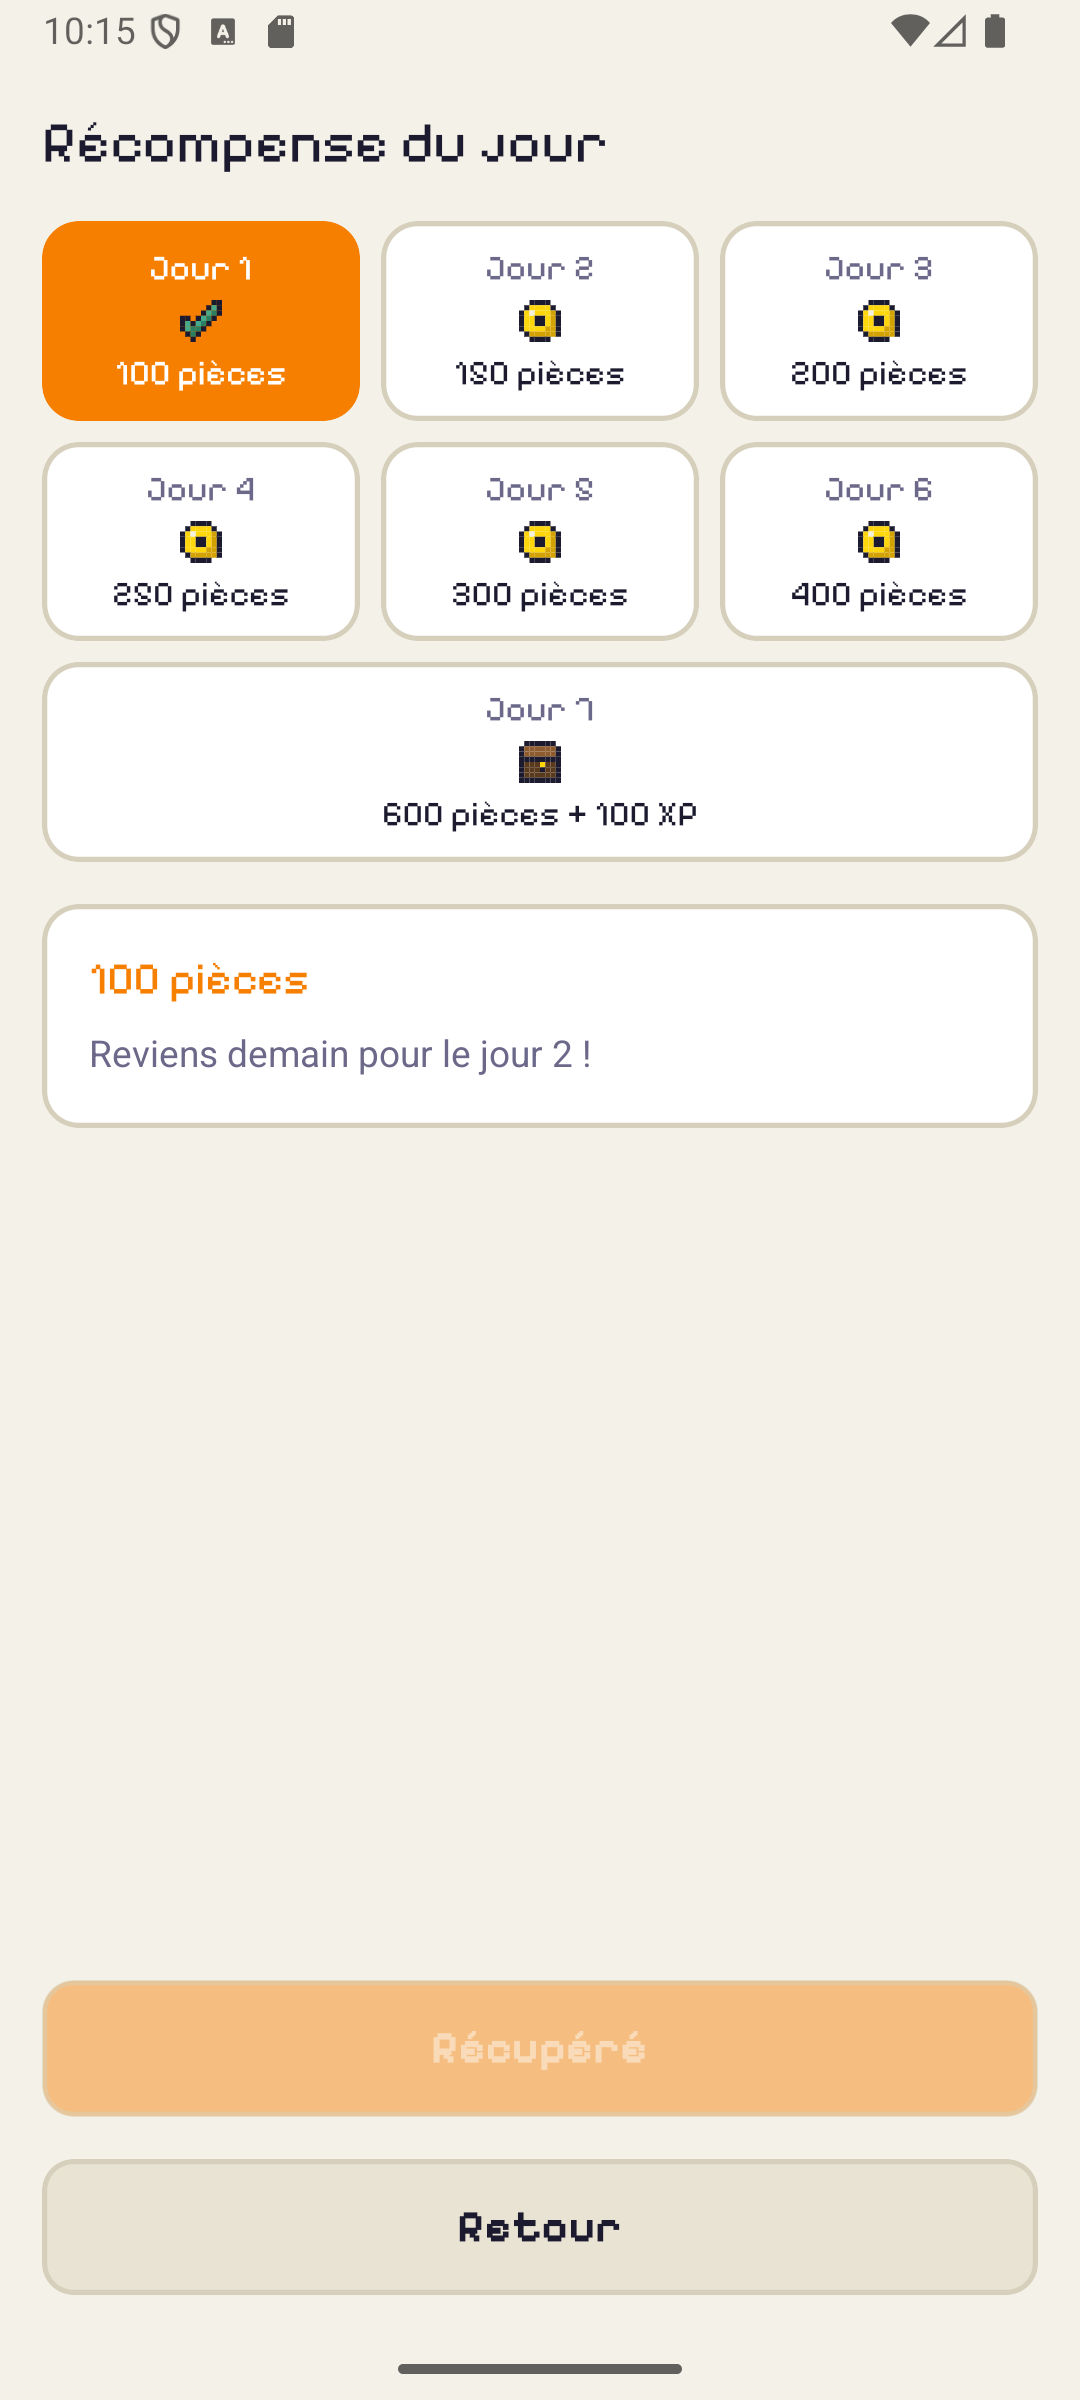 10:15
Récompense du jour
Jour 1
100 pièces
Jour 2
150 pièces
Jour 3
200 pièces
Jour 4
250 pièces
Jour 5
300 pièces
Jour 6
400 pièces
Jour 7
600 pièces + 100 XP
100 pièces
Reviens demain pour le jour 2 !
Récupéré
Retour